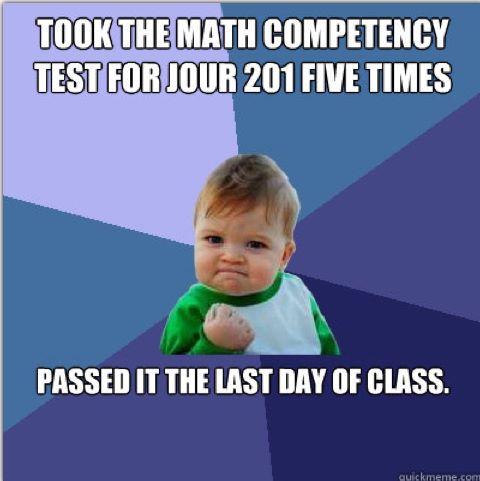 TOOK THE MATH COMPETENCY
TEST FOR JOUR 201 FIVE TIMES
PASSED IT THE LAST DAY OF CLASS.
quickmeme.com